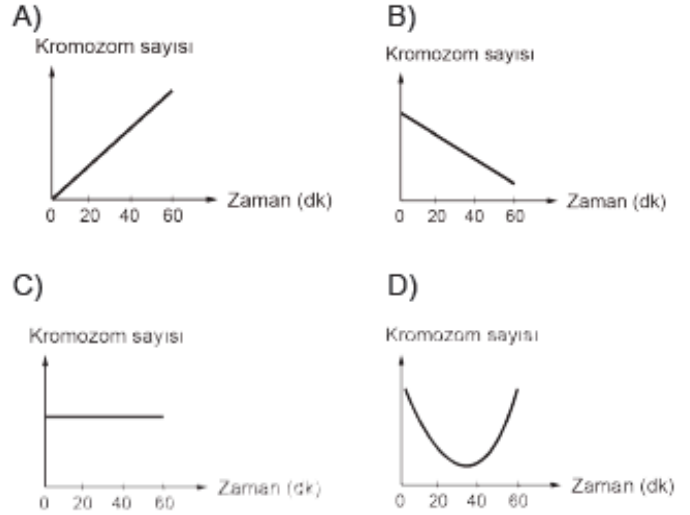 A)
Kromozom sayısı
Zaman (dk)
0 20 40 60
B)
Kromozom sayısı
Zaman (dk)
0 20 40 60
C)
Kromozom sayısı
Zaman (dk)
0 20 40 60
D)
Kromozom sayısı
Zaman (dk)
0 20 40 60